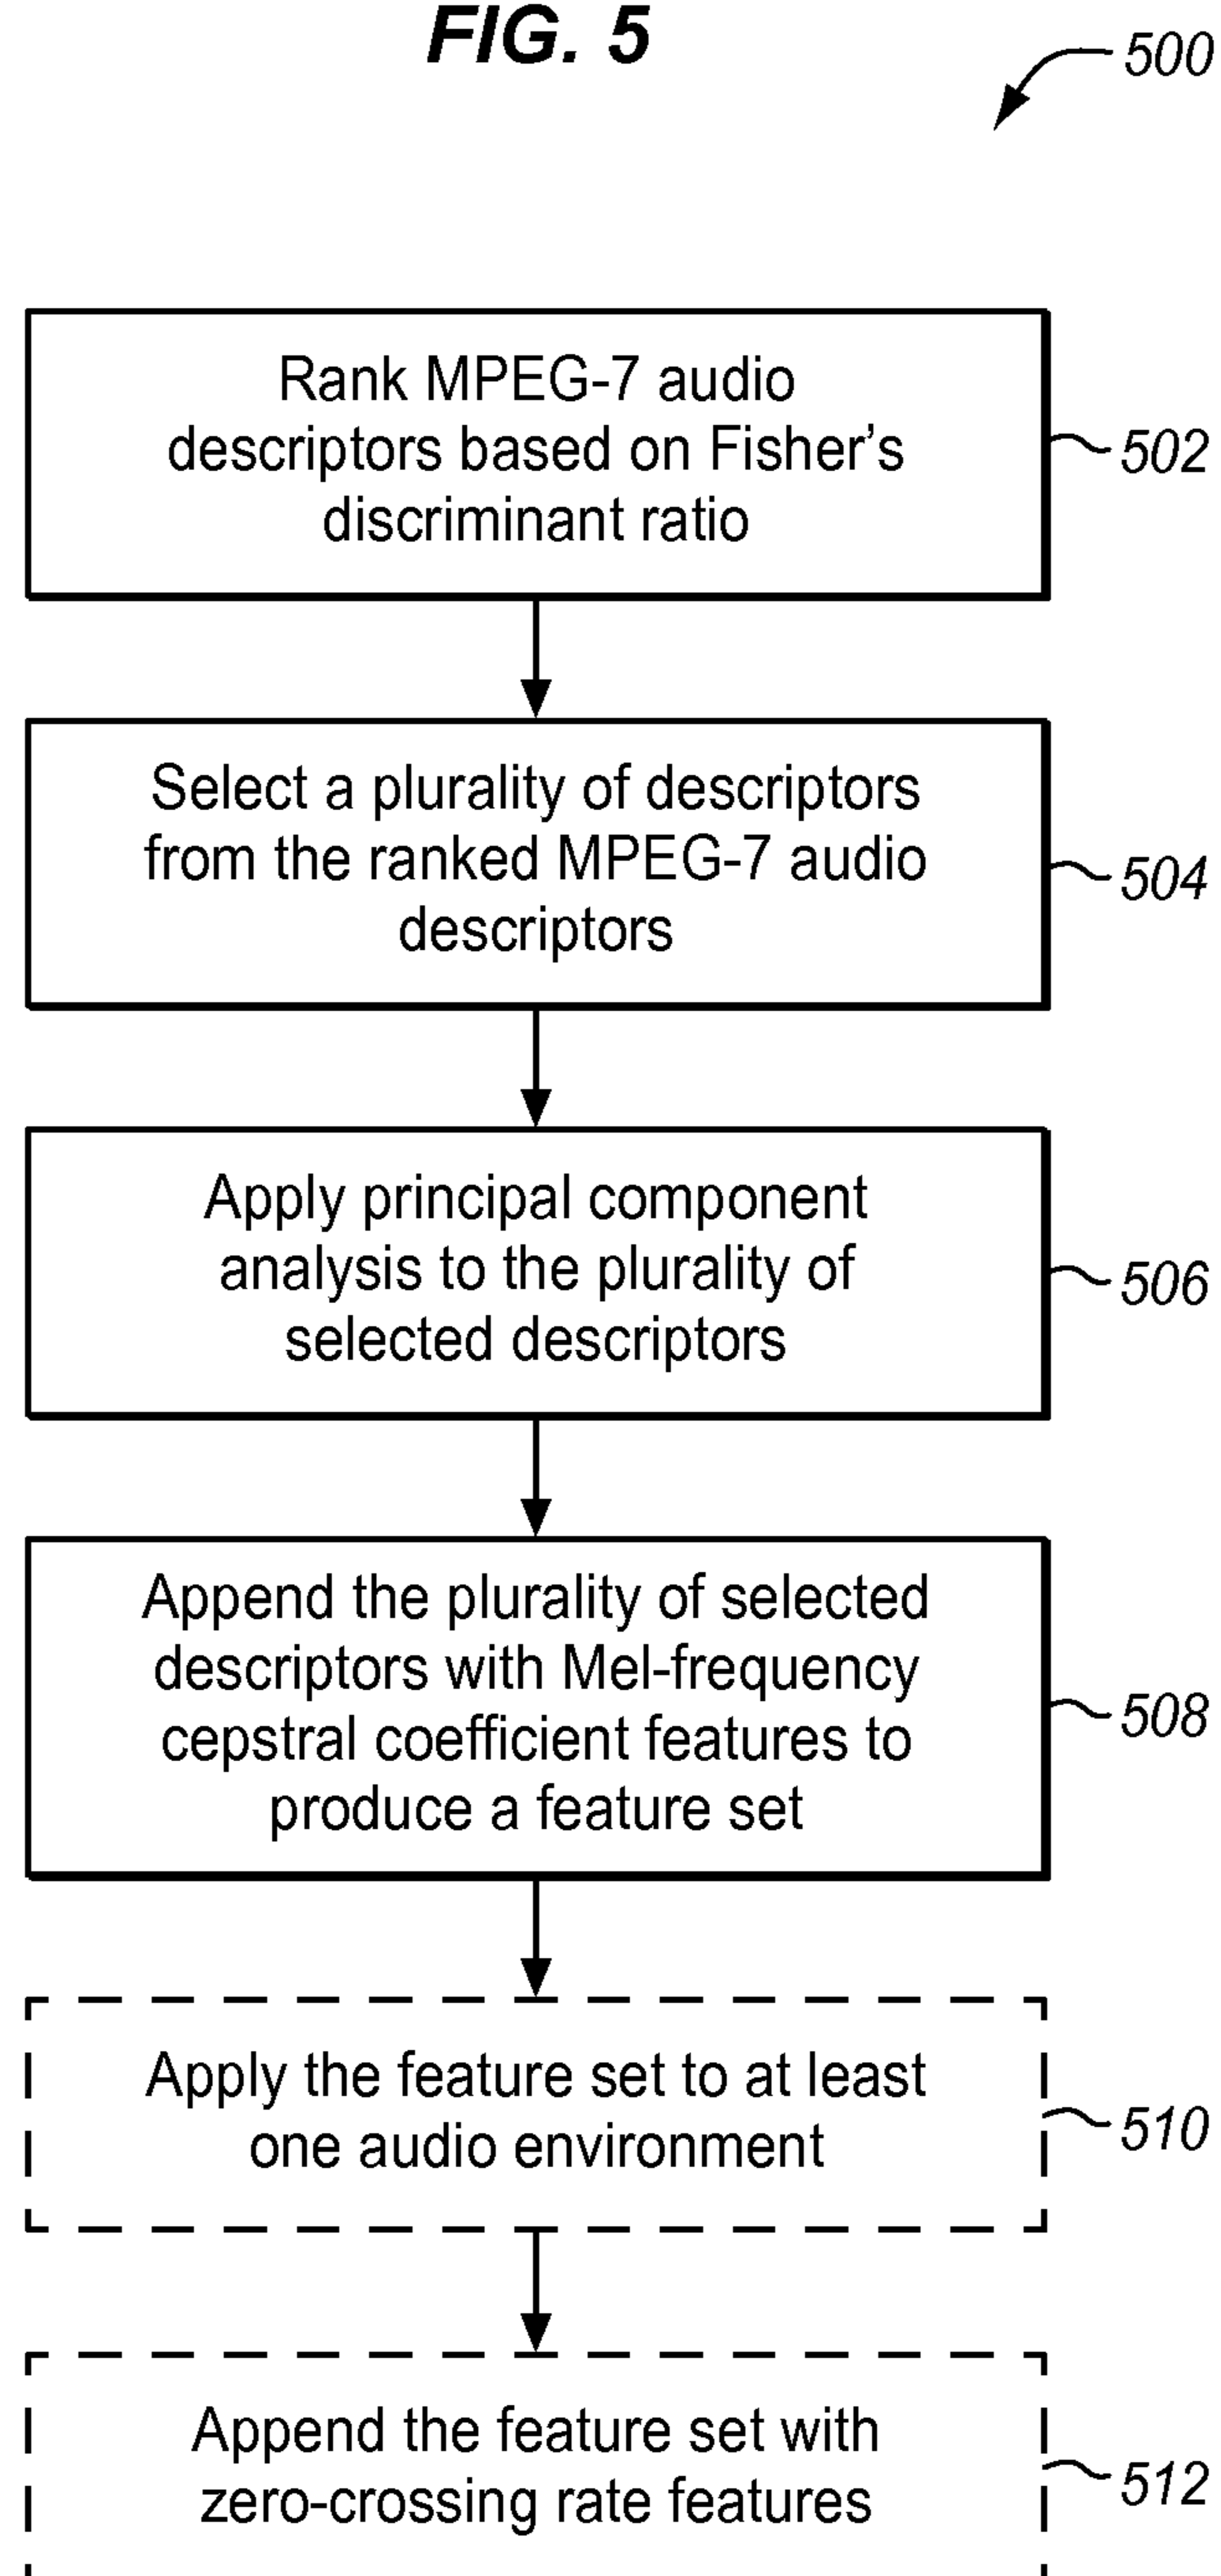 FIG. 5
500
Rank MPEG-7 audio
descriptors based on Fisher's
discriminant ratio
502
Select a plurality of descriptors
from the ranked MPEG-7 audio
descriptors
504
Apply principal component
analysis to the plurality of
selected descriptors
506
Append the plurality of selected
descriptors with Mel-frequency
cepstral coefficient features to
produce a feature set
508
Apply the feature set to at least
one audio environment
510
Append the feature set with
zero-crossing rate features
512